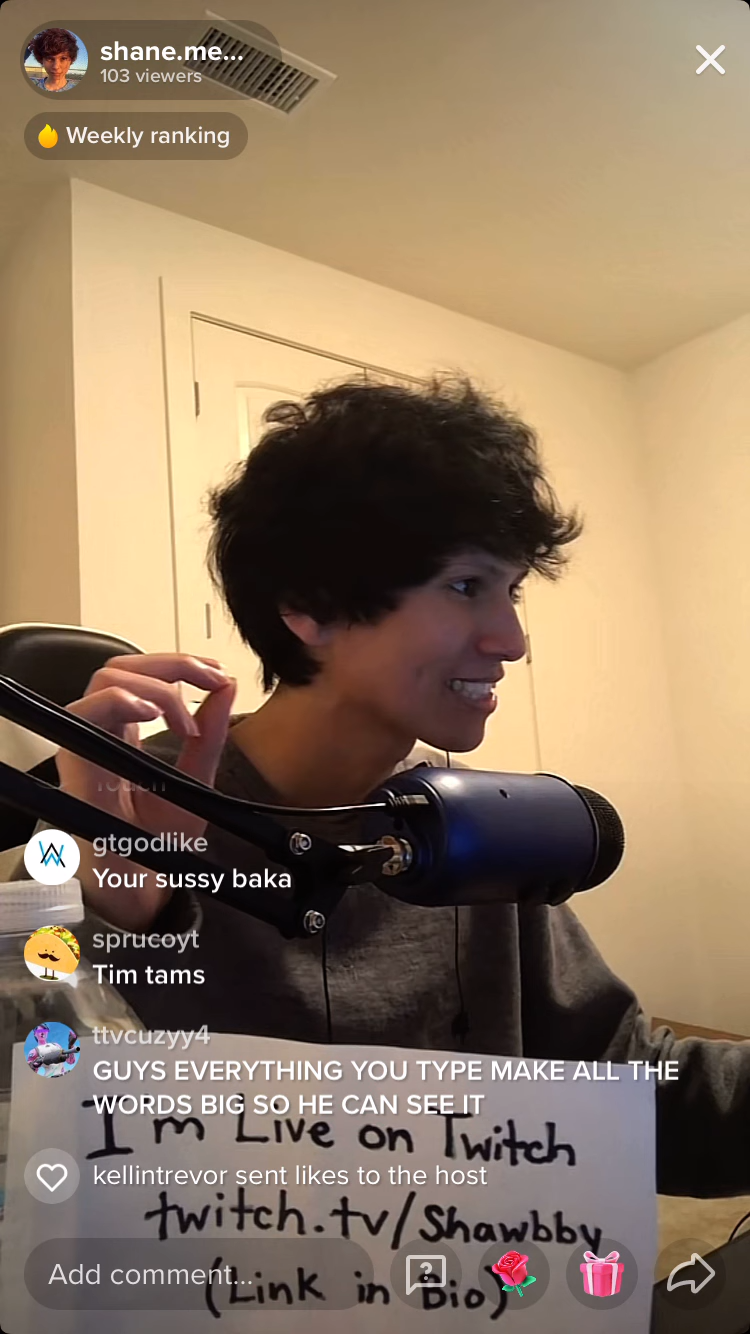 shane.me...
103 viewers
Weekly ranking
gtgodlike
Your sussy baka
sprucoyt
Tim tams
ttvcuzyy4
GUYS EVERYTHING YOU TYPE MAKE ALL THE
WORDS BIG SO HE CAN SEE IT
I'm Live on Twitch
kellintrevor sent likes to the host
twitch.tv/Shawbby
Add comment...
(Link in Bio)